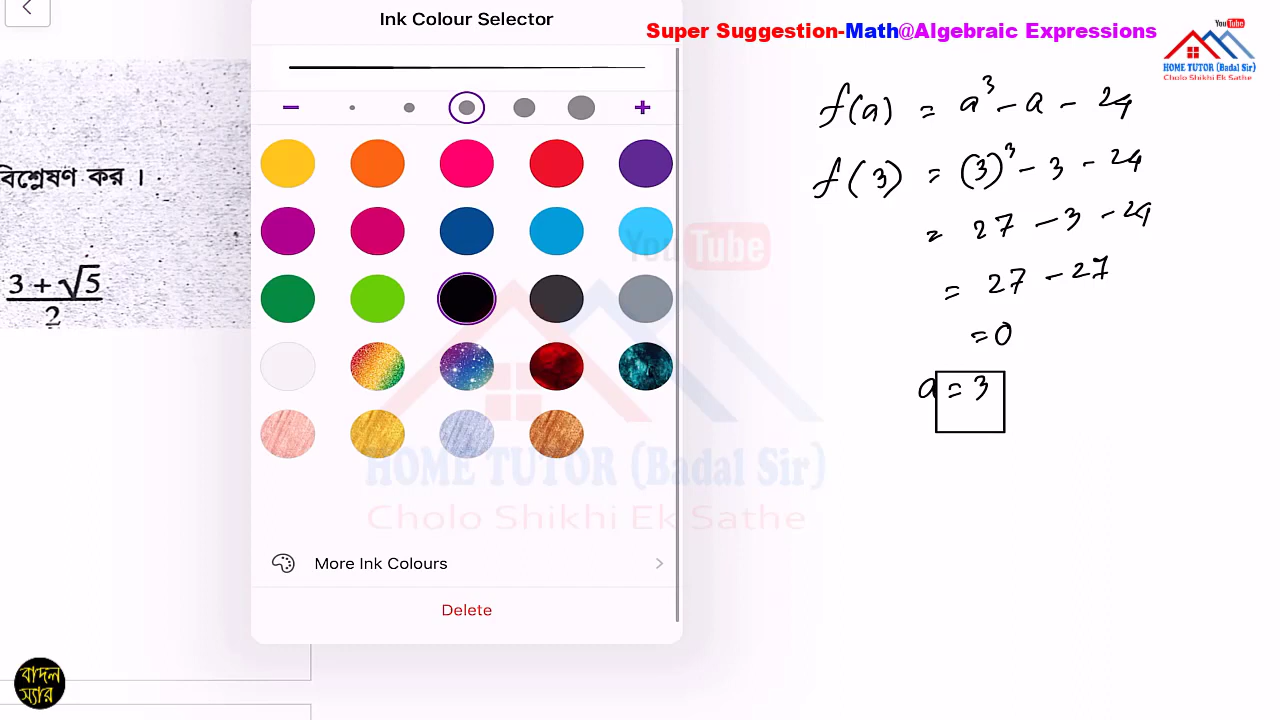 Ink Colour Selector
Super Suggestion-Math@Algebraic Expressions
YouTube
HOME TUTOR (Badal Sir)
Cholo Shikhi Ek Sathe
f(a) = a³ - a - 24
f(3) = (3)³ - 3 - 24
= 27 - 3 - 24
= 27 - 27
= 0
a = 3
বিশ্লেষণ কর ।
3 + √5
2
YouTube
HOME TUTOR (Badal Sir)
Cholo Shikhi Ek Sathe
More Ink Colours
Delete
বাদল
স্যার